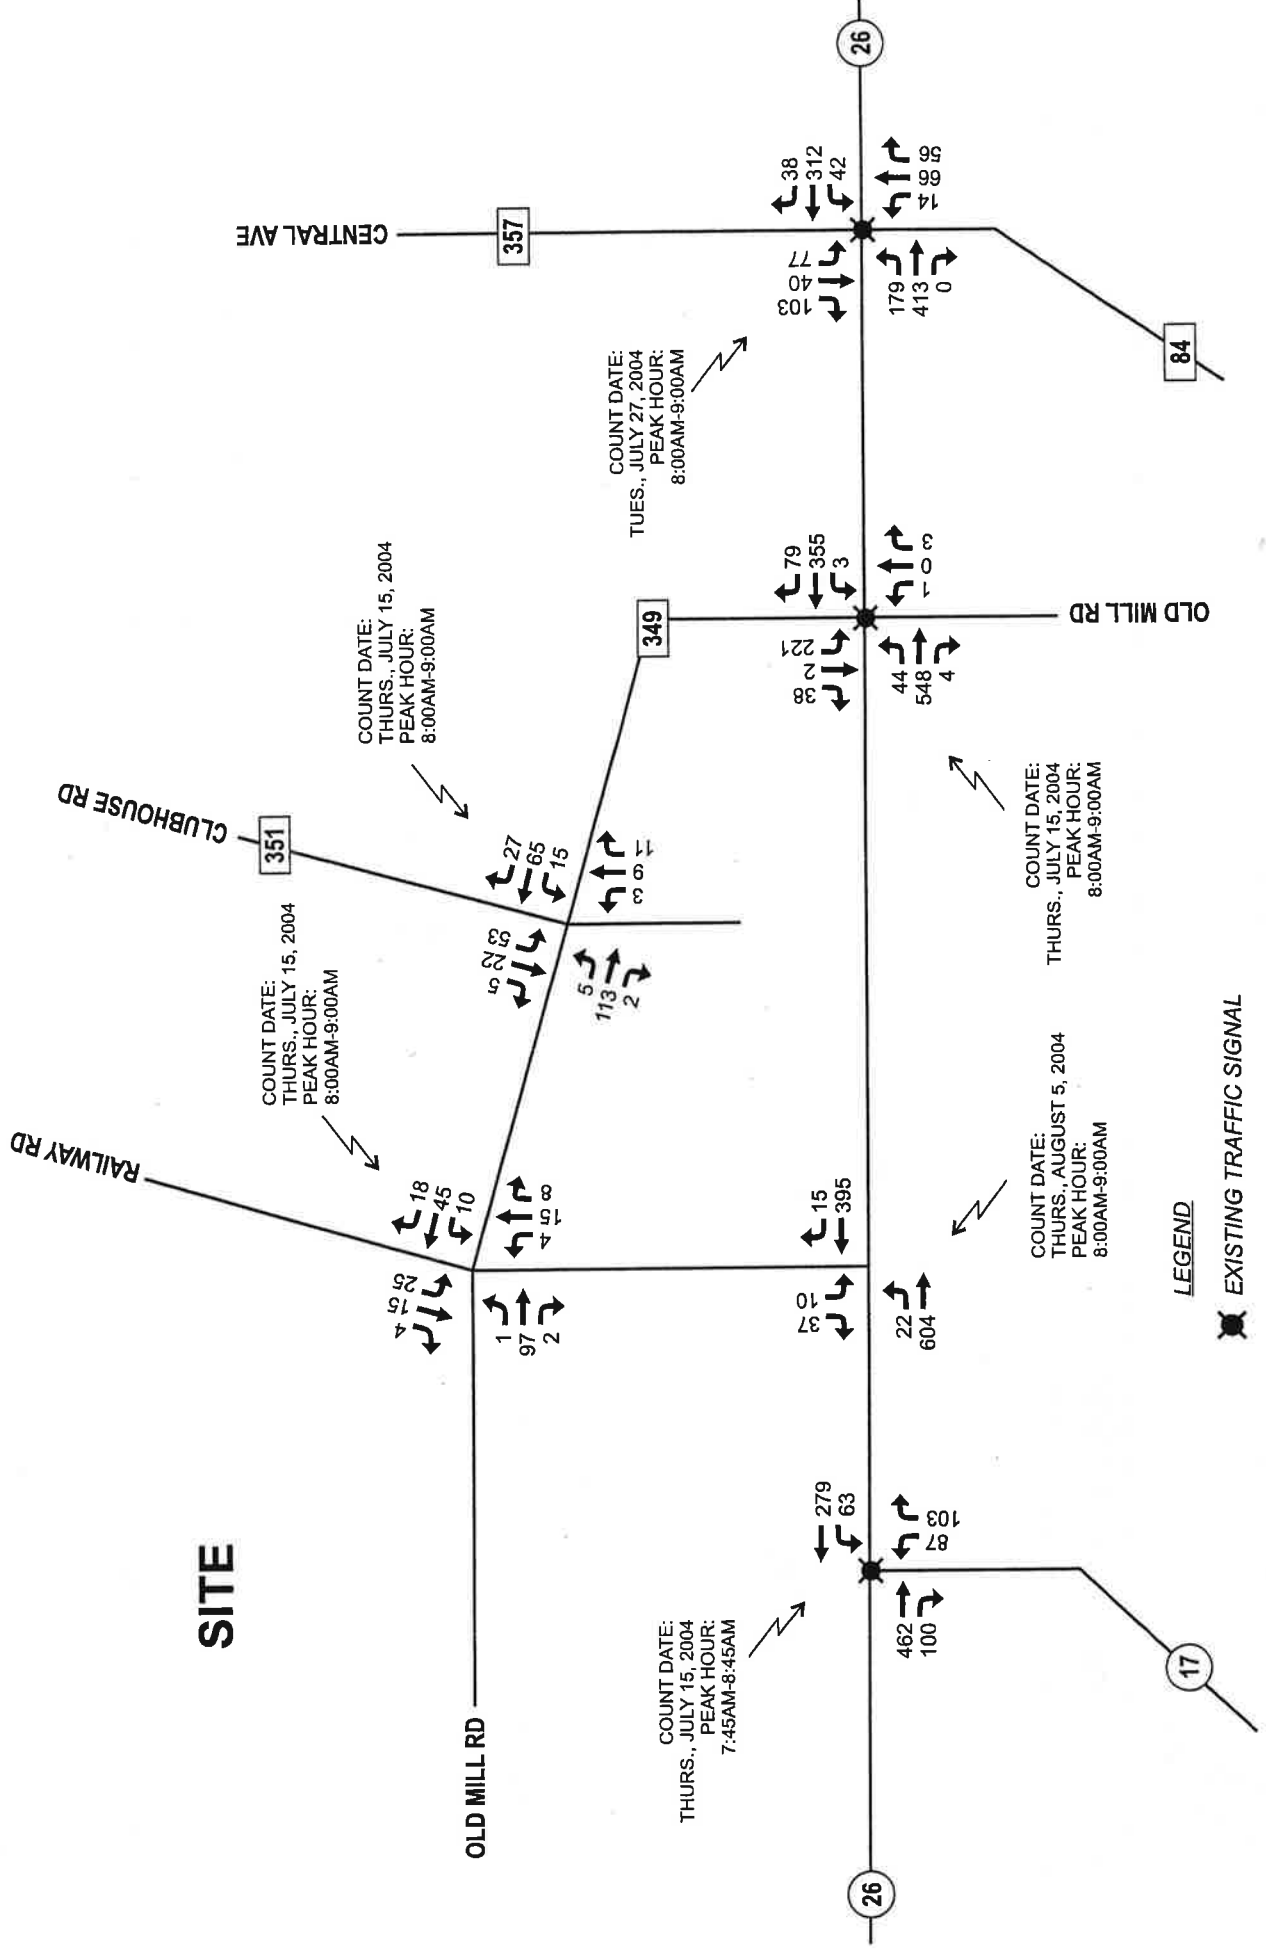 SITE
OLD MILL RD
RAILWAY RD
CLUBHOUSE RD
351
CENTRAL AVE
357
349
COUNT DATE:
THURS., JULY 15, 2004
PEAK HOUR:
8:00AM-9:00AM
4
15
25
18
45
10
1
97
2
4
15
8
COUNT DATE:
THURS., JULY 15, 2004
PEAK HOUR:
8:00AM-9:00AM
5
22
53
27
65
15
5
113
2
3
9
11
COUNT DATE:
TUES., JULY 27, 2004
PEAK HOUR:
8:00AM-9:00AM
103
40
77
38
312
42
179
413
0
14
66
56
26
84
38
2
221
79
355
3
44
548
4
1
0
3
OLD MILL RD
COUNT DATE:
THURS., JULY 15, 2004
PEAK HOUR:
8:00AM-9:00AM
37
10
15
395
22
604
COUNT DATE:
THURS., AUGUST 5, 2004
PEAK HOUR:
8:00AM-9:00AM
COUNT DATE:
THURS., JULY 15, 2004
PEAK HOUR:
7:45AM-8:45AM
279
63
462
100
87
103
26
17
LEGEND
EXISTING TRAFFIC SIGNAL